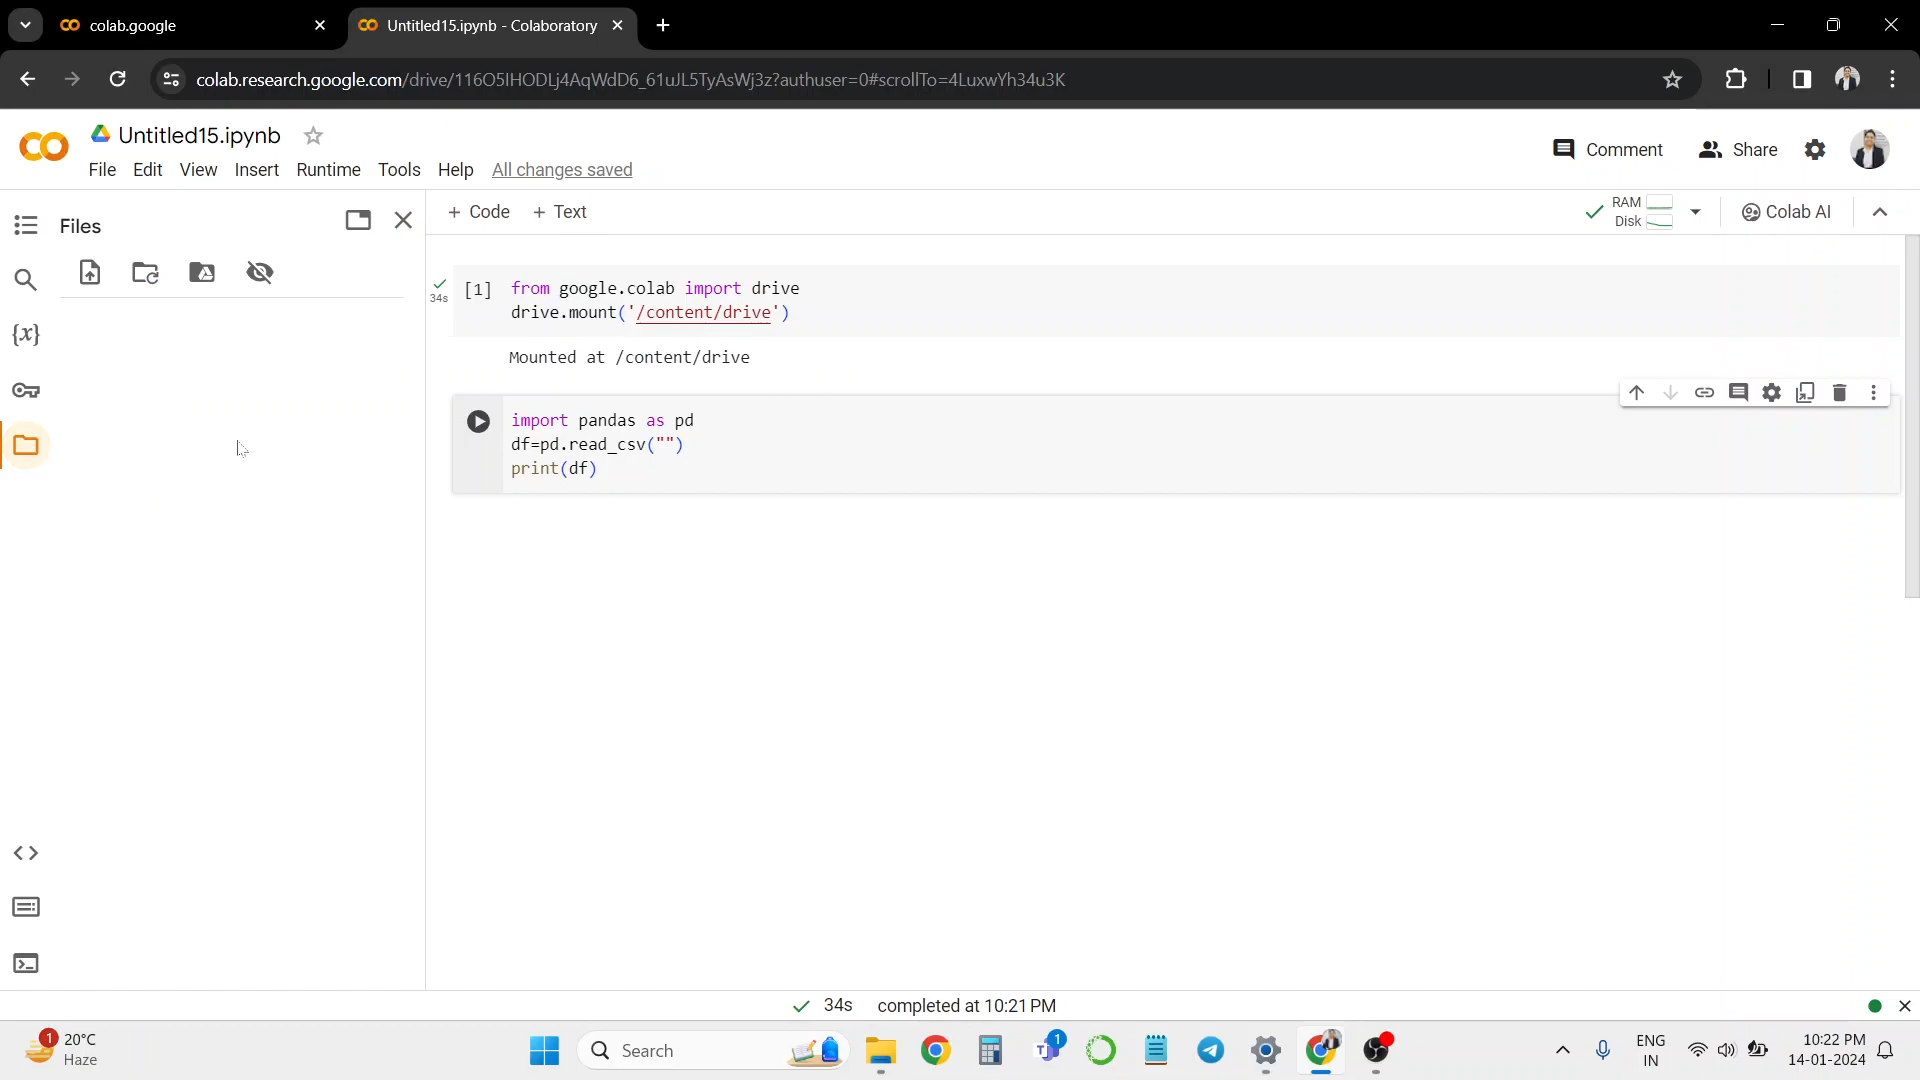 colab.google
Untitled15.ipynb - Colaboratory
colab.research.google.com/drive/116O5IHODLj4AqWdD6_61uJL5TyAsWj3z?authuser=0#scrollTo=4LuxwYh34u3K
Untitled15.ipynb
File Edit View Insert Runtime Tools Help All changes saved
Comment
Share
Files
+ Code + Text
RAM
Disk
Colab AI
{x}
34s
[1] from google.colab import drive
drive.mount('/content/drive')
Mounted at /content/drive
import pandas as pd
df=pd.read_csv("")
print(df)
34s completed at 10:21 PM
1
20°C
Haze
Search
1
ENG
IN
10:22 PM
14-01-2024